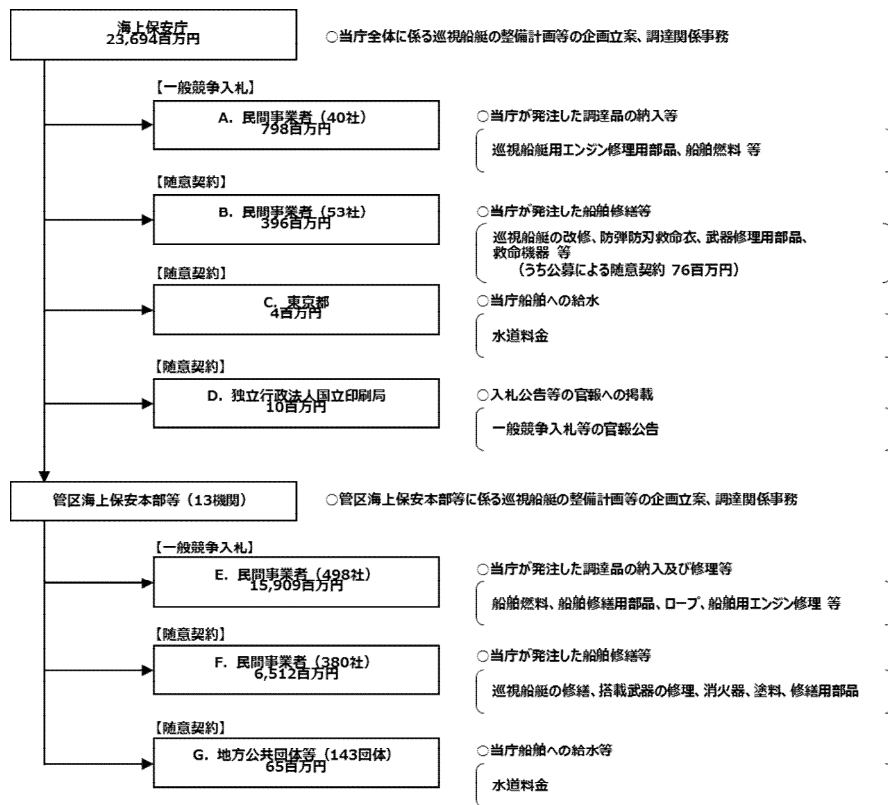 海上保安庁
23,694百万円
○当庁全体に係る巡視船艇の整備計画等の企画立案、調達関係事務
【一般競争入札】
A．民間事業者（40社）
798百万円
○当庁が発注した調達品の納入等
巡視船艇用エンジン修理用部品、船舶燃料 等
【随意契約】
B．民間事業者（53社）
396百万円
○当庁が発注した船舶修繕等
巡視船艇の改修、防弾防刃救命衣、武器修理用部品、
救命機器 等
（うち公募による随意契約 76百万円）
【随意契約】
C．東京都
4百万円
○当庁船舶への給水
水道料金
【随意契約】
D．独立行政法人国立印刷局
10百万円
○入札公告等の官報への掲載
一般競争入札等の官報公告
管区海上保安本部等（13機関）
○管区海上保安本部等に係る巡視船艇の整備計画等の企画立案、調達関係事務
【一般競争入札】
E．民間事業者（498社）
15,909百万円
○当庁が発注した調達品の納入及び修理等
船舶燃料、船舶修繕用部品、ロープ、船舶用エンジン修理 等
【随意契約】
F．民間事業者（380社）
6,512百万円
○当庁が発注した船舶修繕等
巡視船艇の修繕、搭載武器の修理、消火器、塗料、修繕用部品
【随意契約】
G．地方公共団体等（143団体）
65百万円
○当庁船舶への給水等
水道料金